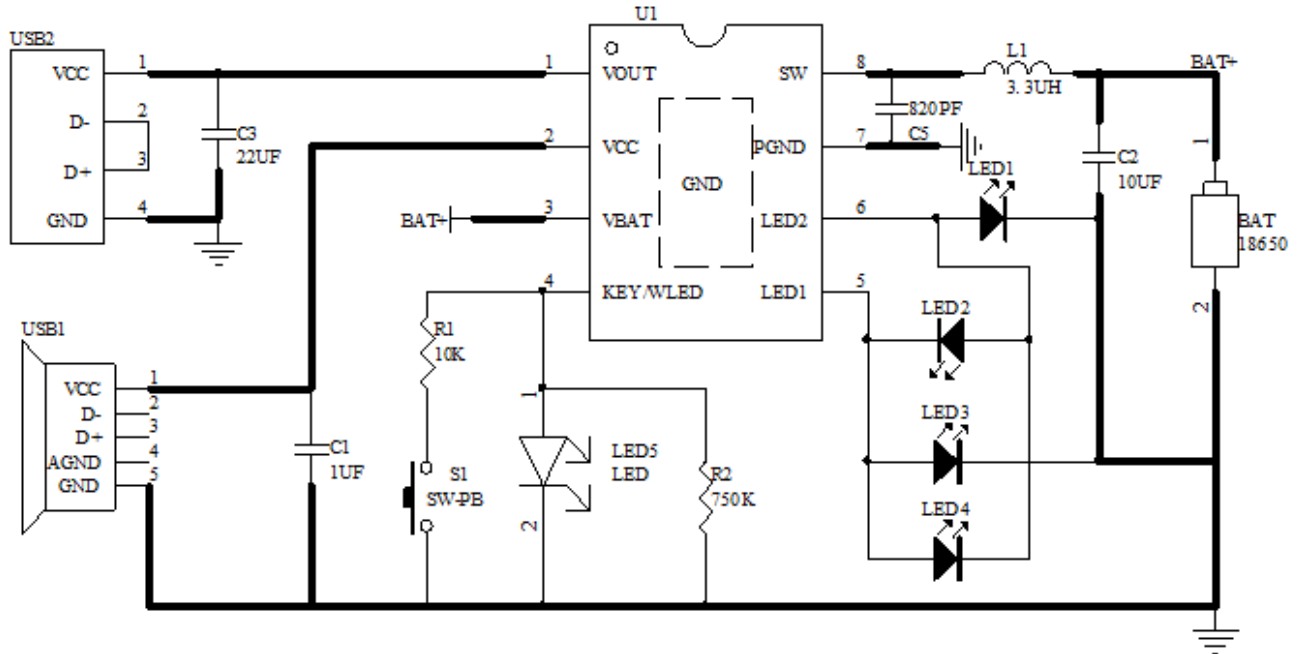 U1
USB2
VCC 1
D- 2
D+ 3
GND 4
C3
22UF
1 VOUT
2 VCC
BAT+ 3 VBAT
4 KEY/WLED
GND
SW 8
PGND 7
LED2 6
LED1 5
L1
3.3UH
BAT+
820PF
C5
C2
10UF
1
BAT
18650
2
LED1
LED2
LED3
LED4
USB1
VCC 1
D- 2
D+ 3
AGND 4
GND 5
C1
1UF
R1
10K
S1
SW-PB
1
LED5
LED
2
R2
750K